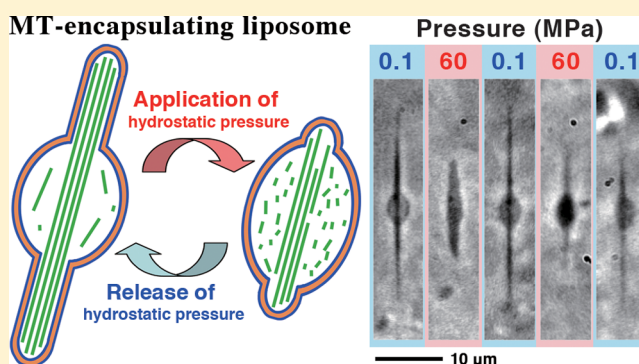 MT-encapsulating liposome
Application of
hydrostatic pressure
Release of
hydrostatic pressure
Pressure (MPa)
0.1 60 0.1 60 0.1
10 μm